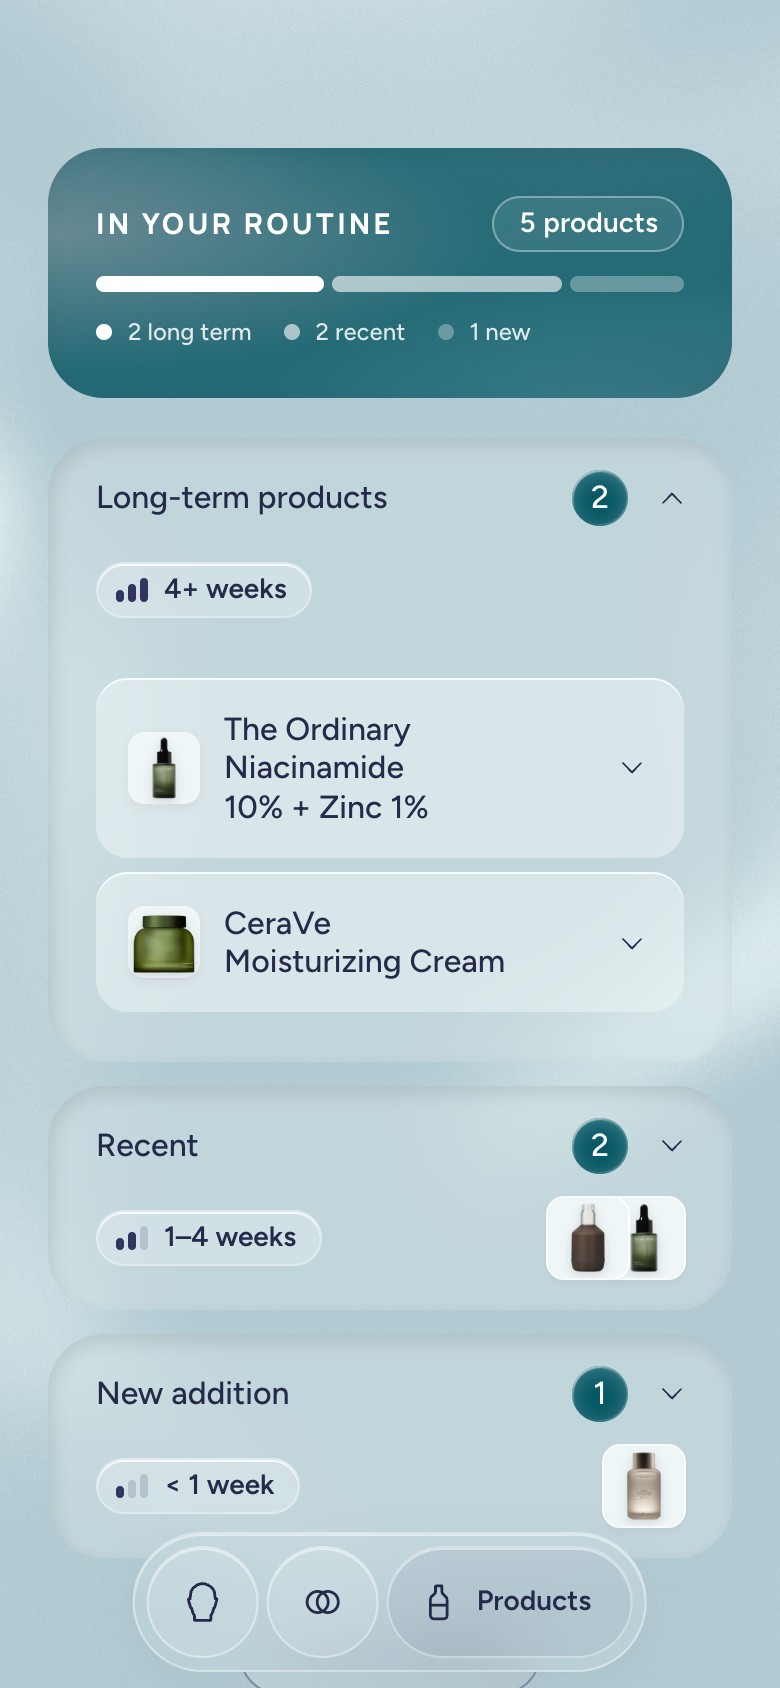 IN YOUR ROUTINE
5 products
2 long term
2 recent
1 new
Long-term products
2
4+ weeks
The Ordinary
Niacinamide
10% + Zinc 1%
CeraVe
Moisturizing Cream
Recent
2
1–4 weeks
New addition
1
< 1 week
Products